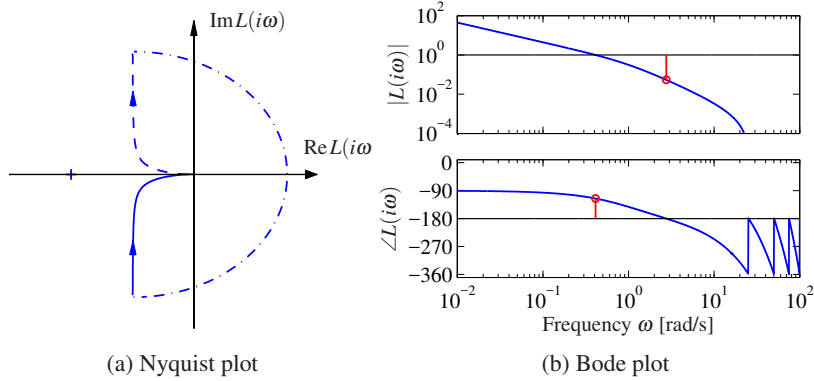 Im L(iω)
Re L(iω
(a) Nyquist plot
|L(iω)|
10^2
10^0
10^−2
10^−4
∠L(iω)
0
−90
−180
−270
−360
10^−2
10^−1
10^0
10^1
10^2
Frequency ω [rad/s]
(b) Bode plot